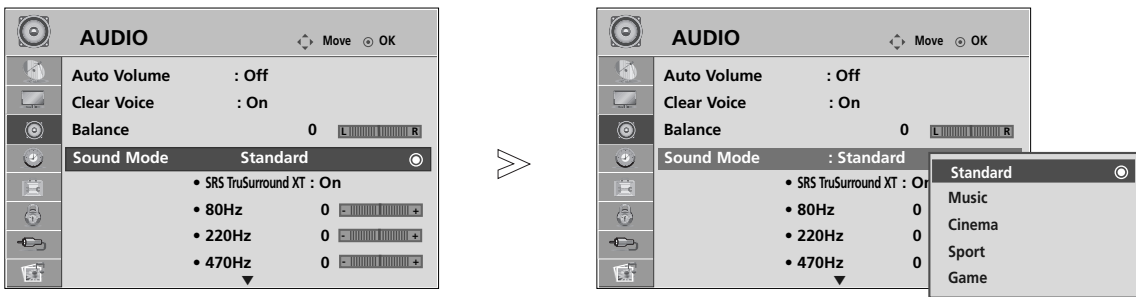 AUDIO
Move OK
Auto Volume : Off
Clear Voice : On
Balance 0 L R
Sound Mode Standard
• SRS TruSurround XT : On
• 80Hz 0 - +
• 220Hz 0 - +
• 470Hz 0 - +
AUDIO
Move OK
Auto Volume : Off
Clear Voice : On
Balance 0 L R
Sound Mode : Standard
• SRS TruSurround XT : On
• 80Hz 0
• 220Hz 0
• 470Hz 0
Standard
Music
Cinema
Sport
Game